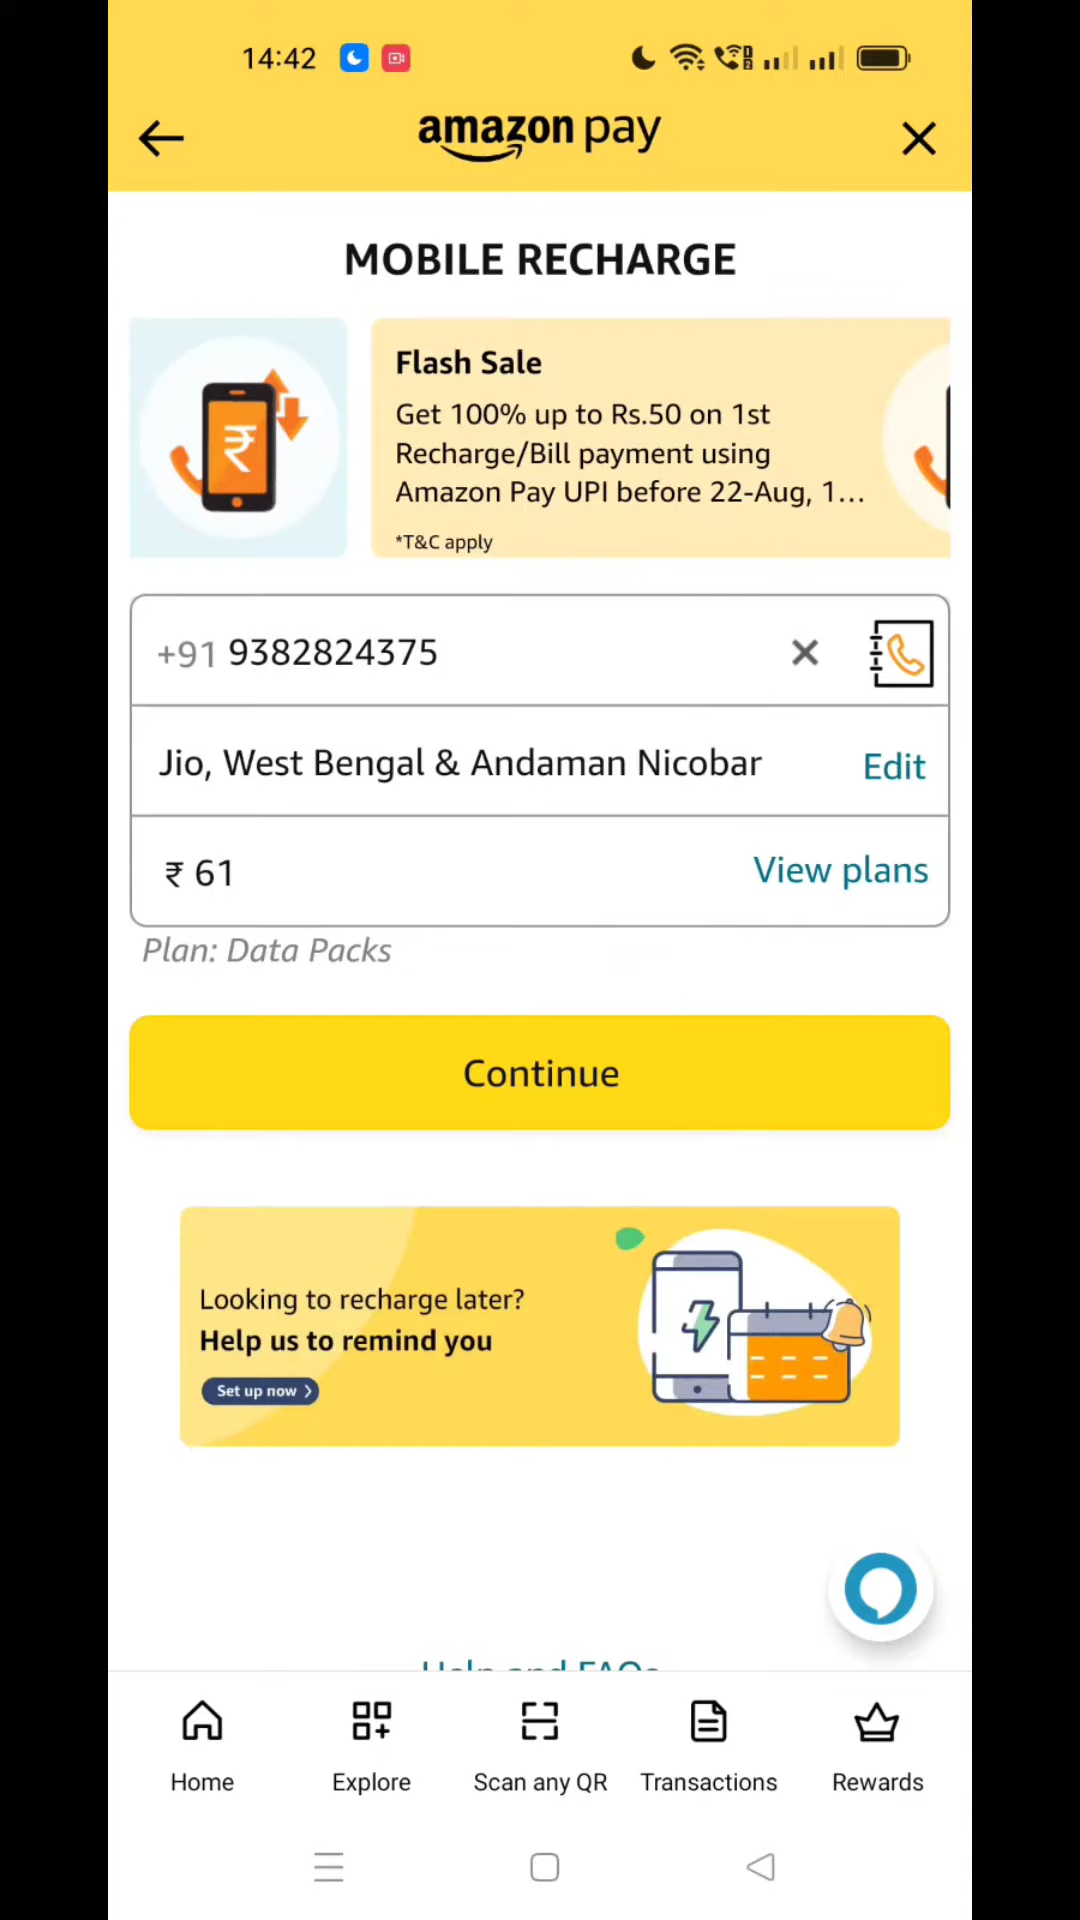 14:42
amazon pay
MOBILE RECHARGE
Flash Sale
Get 100% up to Rs.50 on 1st
Recharge/Bill payment using
Amazon Pay UPI before 22-Aug, 1...
*T&C apply
+91 9382824375
Jio, West Bengal & Andaman Nicobar Edit
₹ 61 View plans
Plan: Data Packs
Continue
Looking to recharge later?
Help us to remind you
Set up now >
Help and FAQs
Home Explore Scan any QR Transactions Rewards